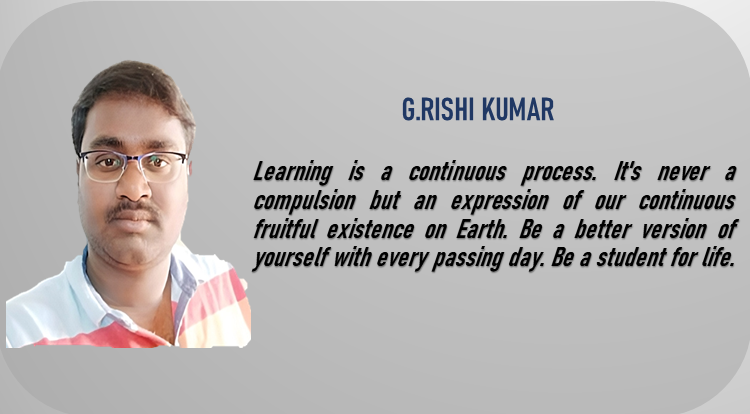 G.RISHI KUMAR
Learning is a continuous process. It's never a
compulsion but an expression of our continuous
fruitful existence on Earth. Be a better version of
yourself with every passing day. Be a student for life.